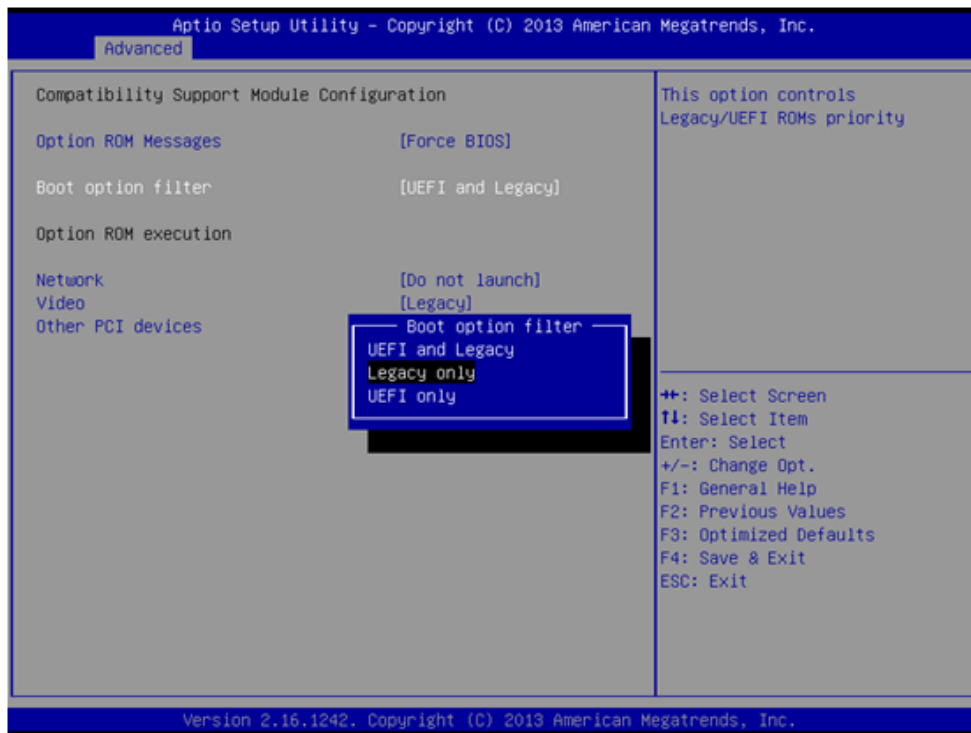 Aptio Setup Utility – Copyright (C) 2013 American Megatrends, Inc.
Advanced
Compatibility Support Module Configuration
Option ROM Messages [Force BIOS]
Boot option filter [UEFI and Legacy]
Option ROM execution
Network [Do not launch]
Video [Legacy]
Other PCI devices
Boot option filter
UEFI and Legacy
Legacy only
UEFI only
This option controls
Legacy/UEFI ROMs priority
→←: Select Screen
↑↓: Select Item
Enter: Select
+/-: Change Opt.
F1: General Help
F2: Previous Values
F3: Optimized Defaults
F4: Save & Exit
ESC: Exit
Version 2.16.1242. Copyright (C) 2013 American Megatrends, Inc.